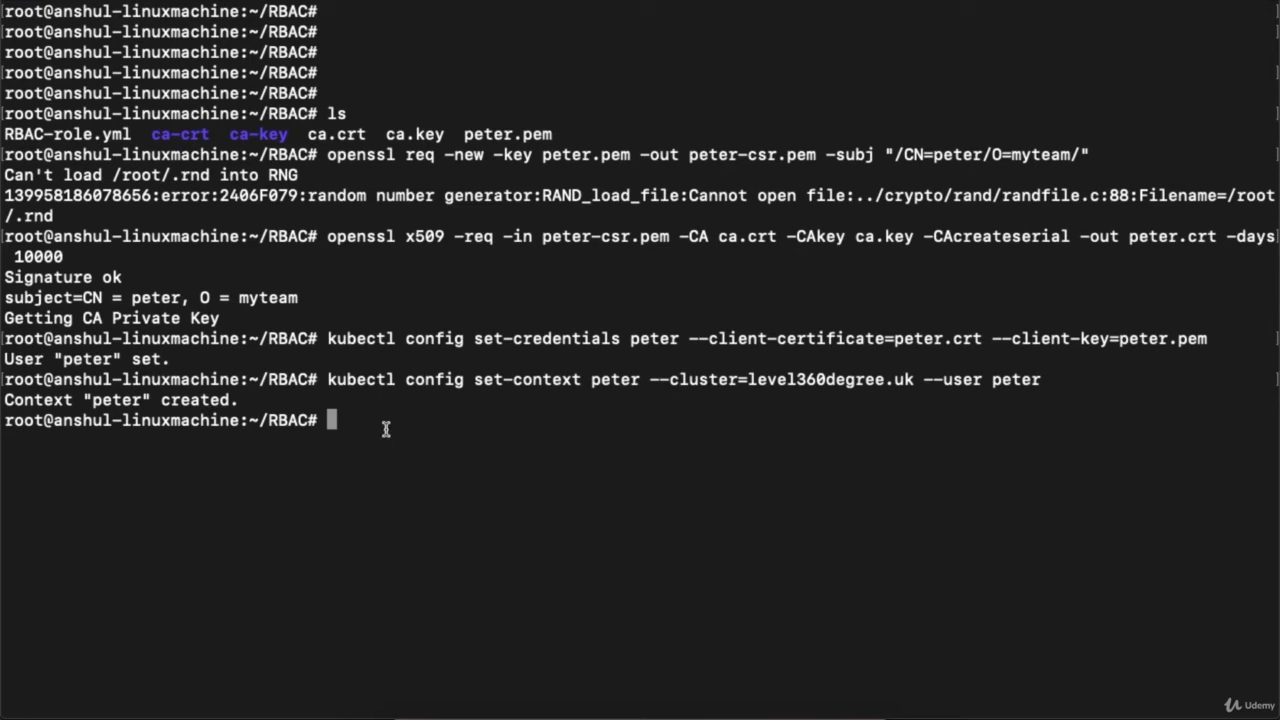 root@anshul-linuxmachine:~/RBAC#
root@anshul-linuxmachine:~/RBAC#
root@anshul-linuxmachine:~/RBAC#
root@anshul-linuxmachine:~/RBAC#
root@anshul-linuxmachine:~/RBAC#
root@anshul-linuxmachine:~/RBAC# ls
RBAC-role.yml ca-crt ca-key ca.crt ca.key peter.pem
root@anshul-linuxmachine:~/RBAC# openssl req -new -key peter.pem -out peter-csr.pem -subj "/CN=peter/O=myteam/"
Can't load /root/.rnd into RNG
139958186078656:error:2406F079:random number generator:RAND_load_file:Cannot open file:../crypto/rand/randfile.c:88:Filename=/root
/.rnd
root@anshul-linuxmachine:~/RBAC# openssl x509 -req -in peter-csr.pem -CA ca.crt -CAkey ca.key -CAcreateserial -out peter.crt -days
 10000
Signature ok
subject=CN = peter, O = myteam
Getting CA Private Key
root@anshul-linuxmachine:~/RBAC# kubectl config set-credentials peter --client-certificate=peter.crt --client-key=peter.pem
User "peter" set.
root@anshul-linuxmachine:~/RBAC# kubectl config set-context peter --cluster=level360degree.uk --user peter
Context "peter" created.
root@anshul-linuxmachine:~/RBAC#
Udemy